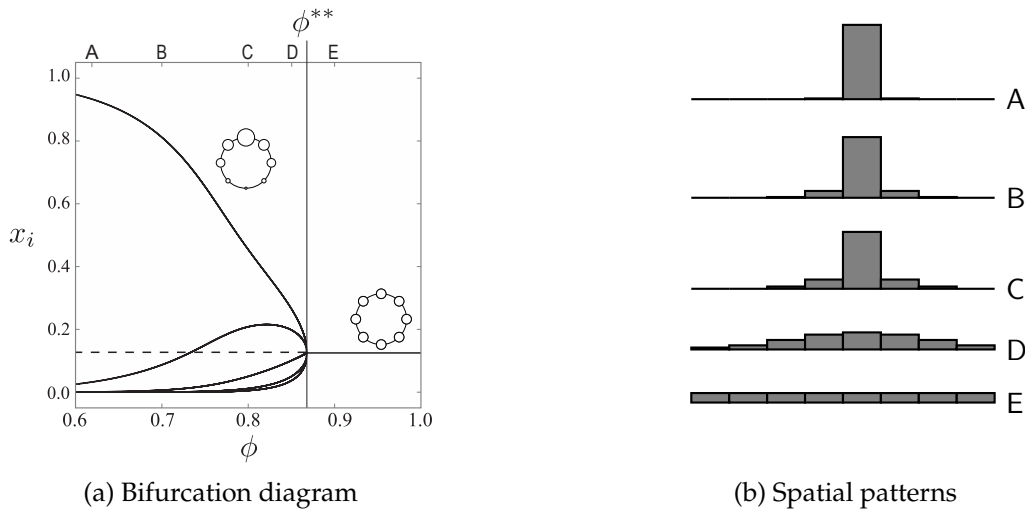 ϕ**
A B C D E
1.0
0.8
0.6
0.4
0.2
0.0
x_i
0.6 0.7 0.8 0.9 1.0
ϕ
(a) Bifurcation diagram
A
B
C
D
E
(b) Spatial patterns